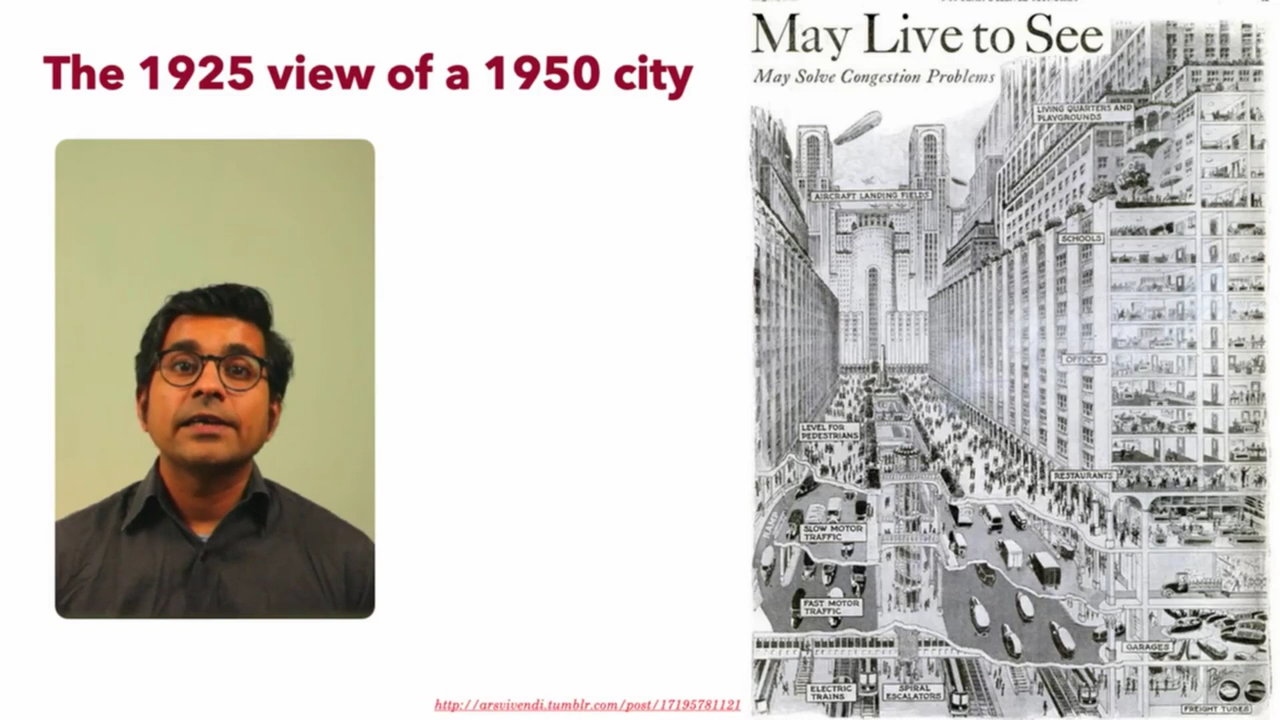 The 1925 view of a 1950 city
May Live to See
May Solve Congestion Problems
LIVING QUARTERS AND
PLAYGROUNDS
AIRCRAFT LANDING FIELDS
SCHOOLS
OFFICES
LEVEL FOR
PEDESTRIANS
RESTAURANTS
SLOW MOTOR
TRAFFIC
FAST MOTOR
TRAFFIC
GARAGES
ELECTRIC
TRAINS
SPIRAL
ESCALATORS
FREIGHT TUBES
http://arsvivendi.tumblr.com/post/17195781121